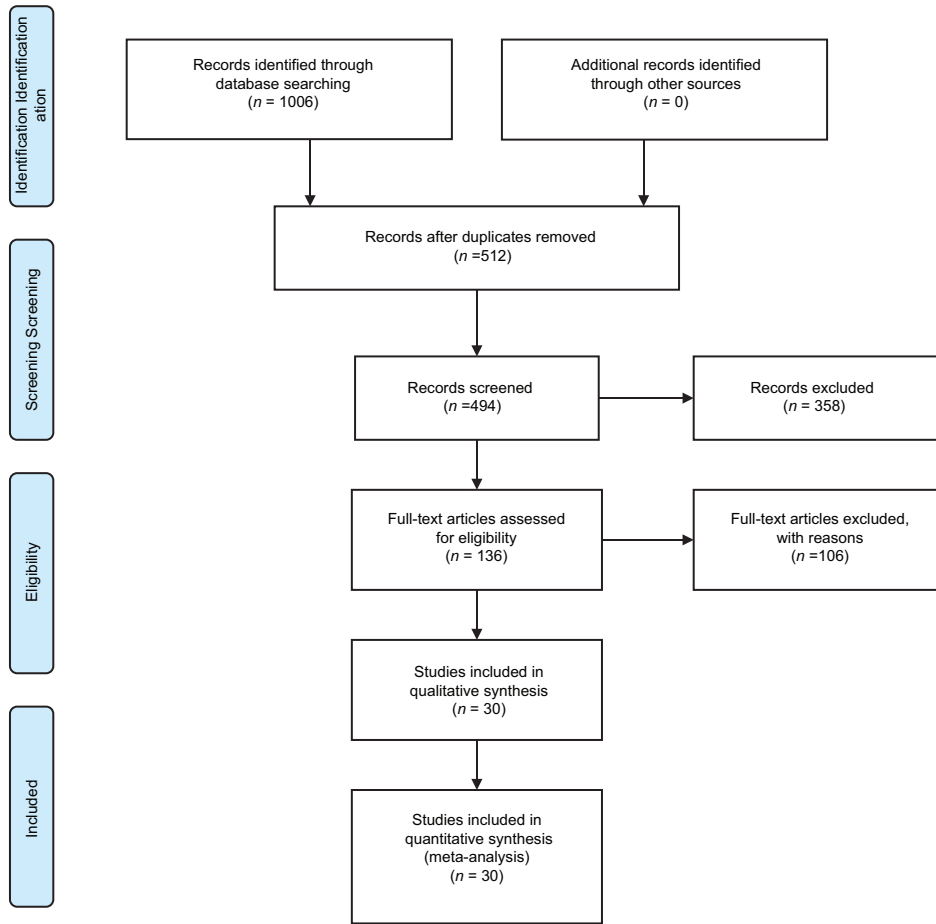 Identification Identification
ation
Records identified through
database searching
(n = 1006)
Additional records identified
through other sources
(n = 0)
Records after duplicates removed
(n =512)
Screening Screening
Records screened
(n =494)
Records excluded
(n = 358)
Eligibility
Full-text articles assessed
for eligibility
(n = 136)
Full-text articles excluded,
with reasons
(n =106)
Studies included in
qualitative synthesis
(n = 30)
Included
Studies included in
quantitative synthesis
(meta-analysis)
(n = 30)